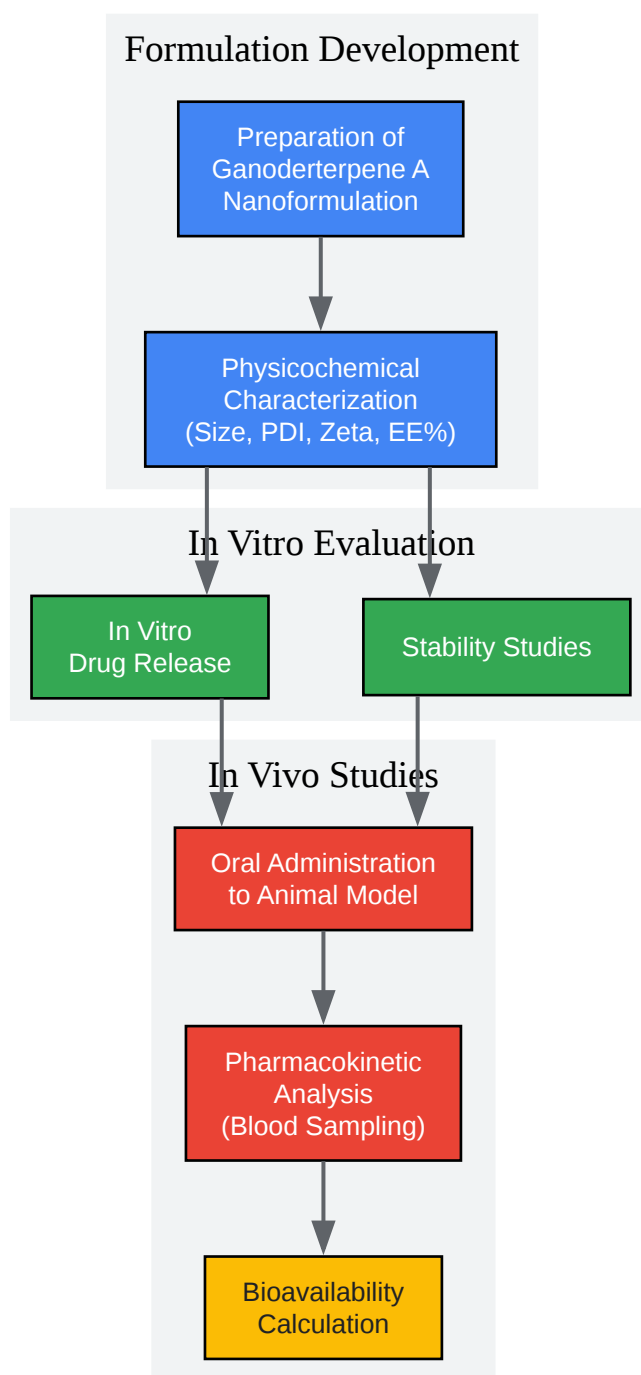 Formulation Development
Preparation of
Ganoderterpene A
Nanoformulation
Physicochemical
Characterization
(Size, PDI, Zeta, EE%)
In Vitro Evaluation
In Vitro
Drug Release
Stability Studies
In Vivo Studies
Oral Administration
to Animal Model
Pharmacokinetic
Analysis
(Blood Sampling)
Bioavailability
Calculation